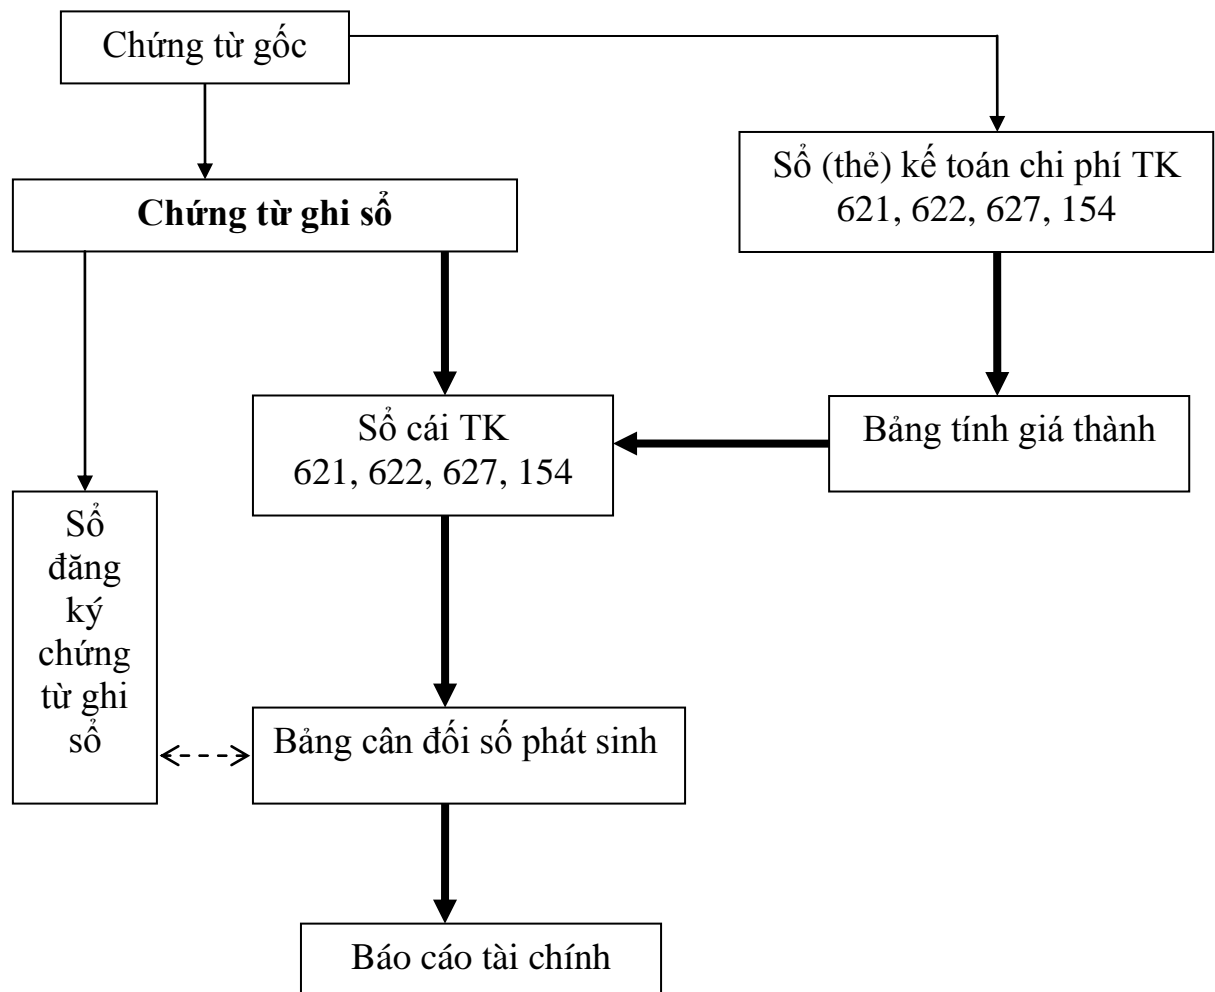 Chứng từ gốc
Sổ (thẻ) kế toán chi phí TK
621, 622, 627, 154
Chứng từ ghi sổ
Sổ cái TK
621, 622, 627, 154
Bảng tính giá thành
Sổ
đăng
ký
chứng
từ ghi
sổ
Bảng cân đối số phát sinh
Báo cáo tài chính